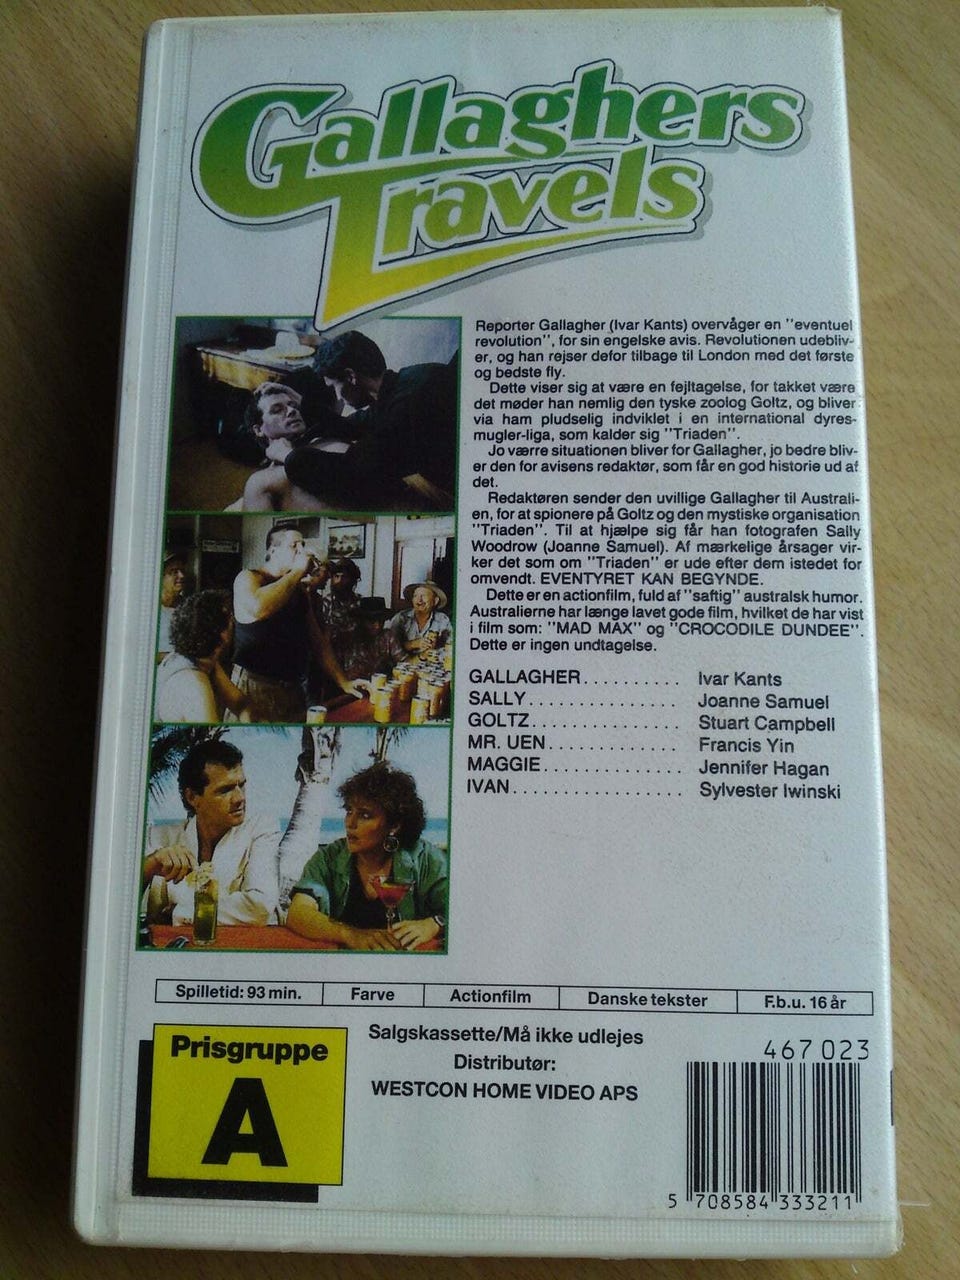 Gallaghers
Travels
Reporter Gallagher (Ivar Kants) overvåger en "eventuel
revolution", for sin engelske avis. Revolutionen udebliv-
er, og han rejser defor tilbage til London med det første
og bedste fly.
Dette viser sig at være en fejltagelse, for takket være
det møder han nemlig den tyske zoolog Goltz, og bliver
via ham pludselig indviklet i en international dyres-
mugler-liga, som kalder sig "Triaden".
Jo værre situationen bliver for Gallagher, jo bedre bliv-
er den for avisens redaktør, som får en god historie ud af
det.
Redaktøren sender den uvillige Gallagher til Australi-
en, for at spionere på Goltz og den mystiske organisation
"Triaden". Til at hjælpe sig får han fotografen Sally
Woodrow (Joanne Samuel). Af mærkelige årsager vir-
ker det som om "Triaden" er ude efter dem istedet for
omvendt. EVENTYRET KAN BEGYNDE.
Dette er en actionfilm, fuld af "saftig" australsk humor.
Australierne har længe lavet gode film, hvilket de har vist
i film som: "MAD MAX" og "CROCODILE DUNDEE".
Dette er ingen undtagelse.
GALLAGHER.......... Ivar Kants
SALLY............... Joanne Samuel
GOLTZ............... Stuart Campbell
MR. UEN............. Francis Yin
MAGGIE.............. Jennifer Hagan
IVAN................. Sylvester Iwinski
Spilletid: 93 min. Farve Actionfilm Danske tekster F.b.u. 16 år
Prisgruppe
A
Salgskassette/Må ikke udlejes
Distributør:
WESTCON HOME VIDEO APS
467 023
5 708584 333211